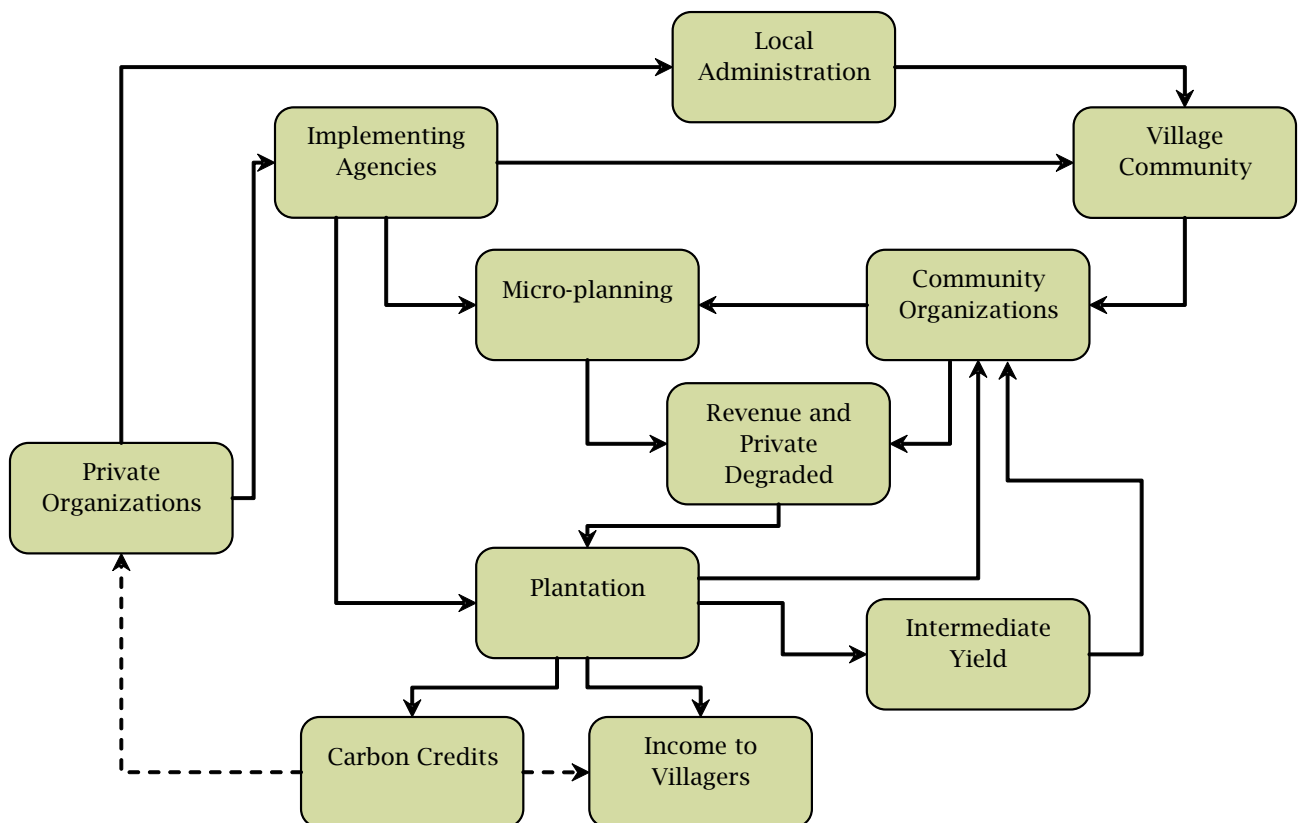 Local
Administration
Implementing
Agencies
Village
Community
Micro-planning
Community
Organizations
Revenue and
Private
Degraded
Private
Organizations
Plantation
Intermediate
Yield
Carbon Credits
Income to
Villagers